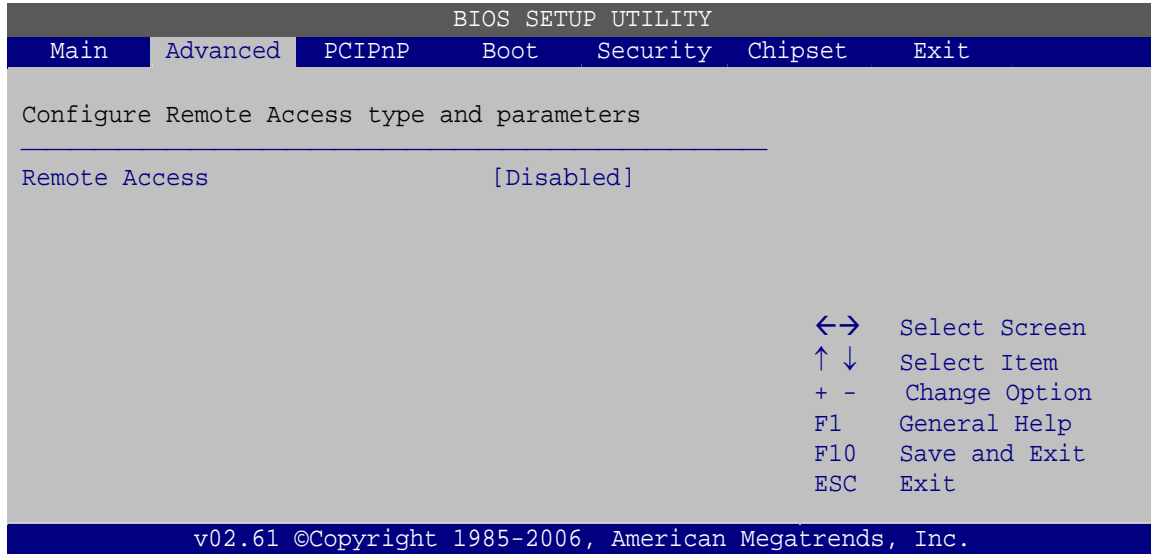 BIOS SETUP UTILITY
Main Advanced PCIPnP Boot Security Chipset Exit
Configure Remote Access type and parameters
Remote Access [Disabled]
←→ Select Screen
↑ ↓ Select Item
+ - Change Option
F1 General Help
F10 Save and Exit
ESC Exit
v02.61 ©Copyright 1985-2006, American Megatrends, Inc.